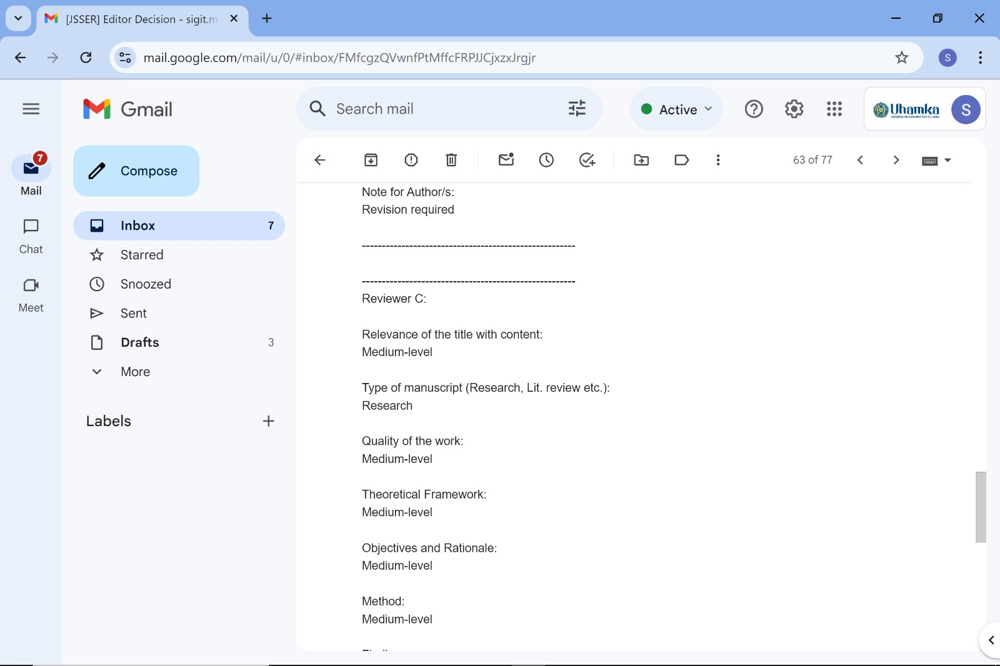 [JSSER] Editor Decision - sigit.m
mail.google.com/mail/u/0/#inbox/FMfcgzQVwnfPtMffcFRPJJCjxzxJrgjr
S
Gmail
Search mail
Active
Uhamka
S
7
Mail
Chat
Meet
Compose
Inbox 7
Starred
Snoozed
Sent
Drafts 3
More
Labels
63 of 77
Note for Author/s:
Revision required
------------------------------------------------------
------------------------------------------------------
Reviewer C:
Relevance of the title with content:
Medium-level
Type of manuscript (Research, Lit. review etc.):
Research
Quality of the work:
Medium-level
Theoretical Framework:
Medium-level
Objectives and Rationale:
Medium-level
Method:
Medium-level